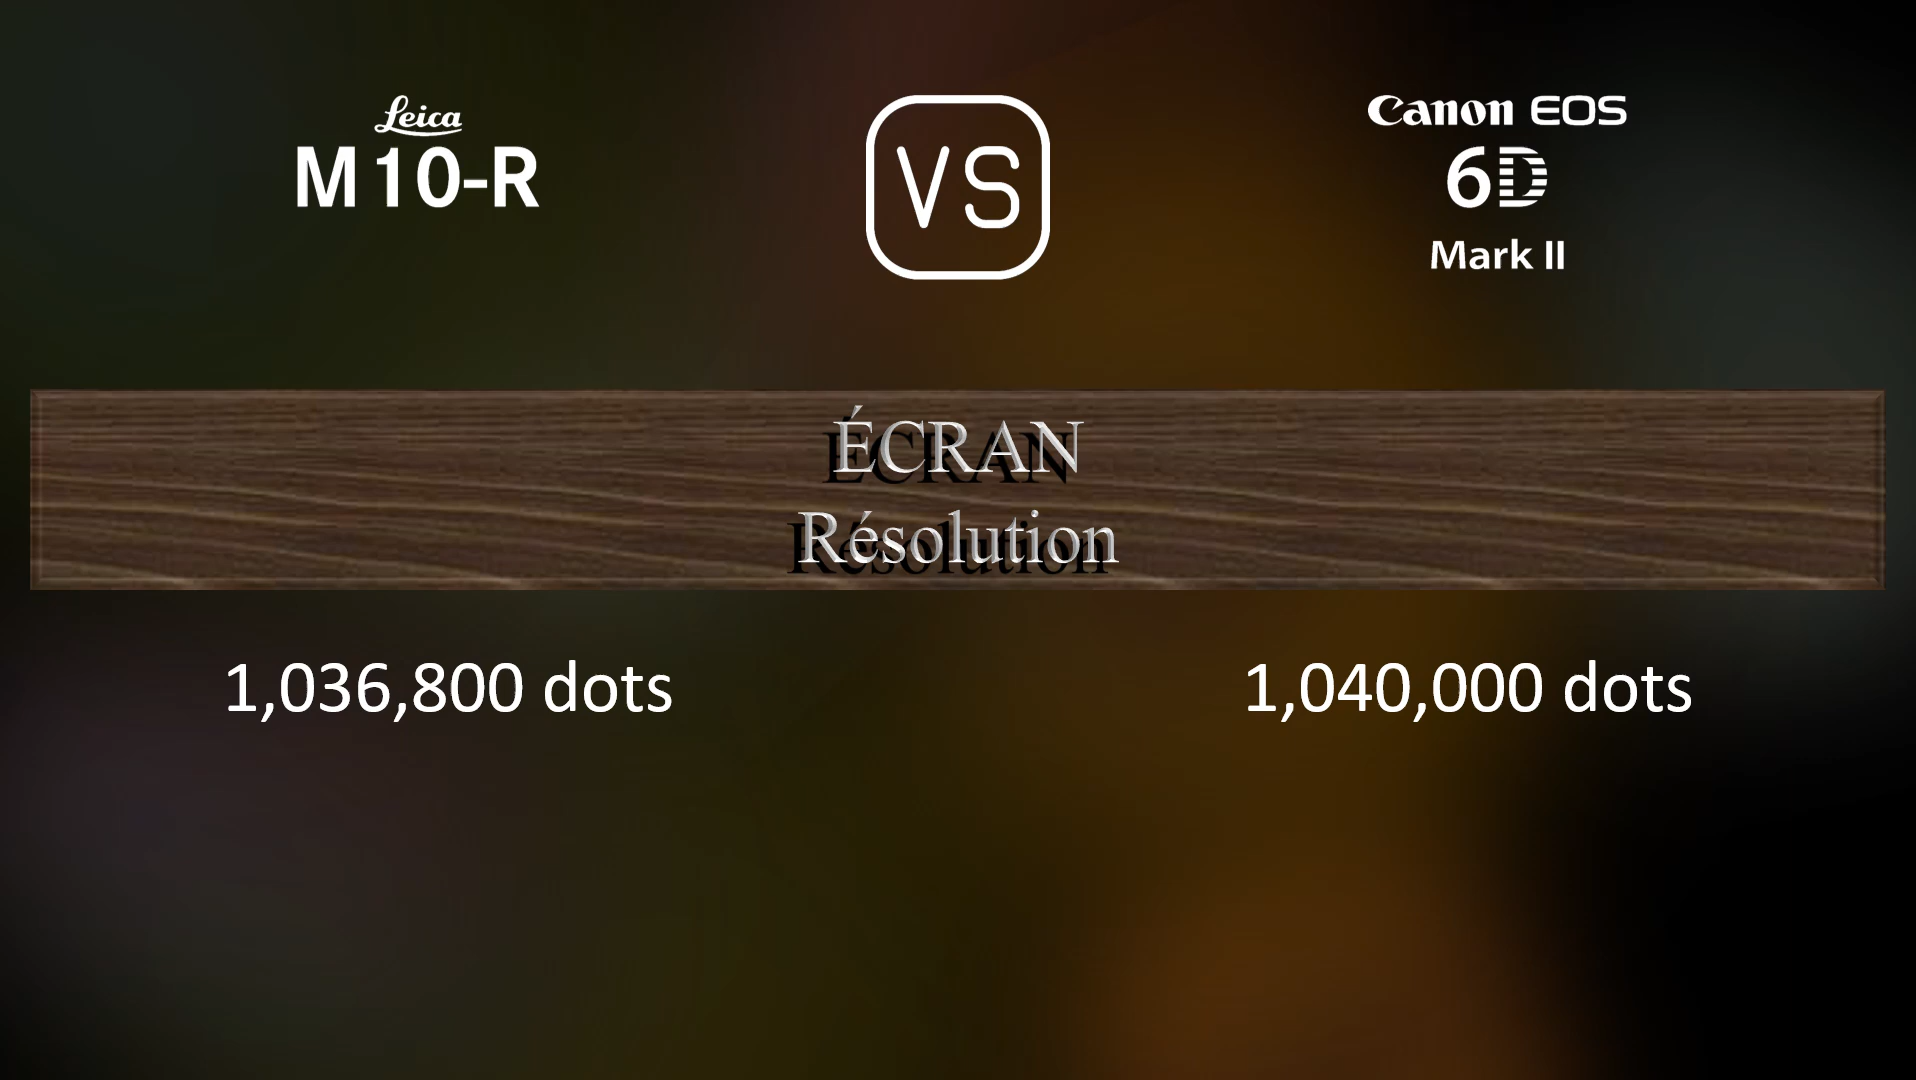 Leica
M10-R
VS
Canon EOS
6D
Mark II
ÉCRAN
Résolution
1,036,800 dots
1,040,000 dots